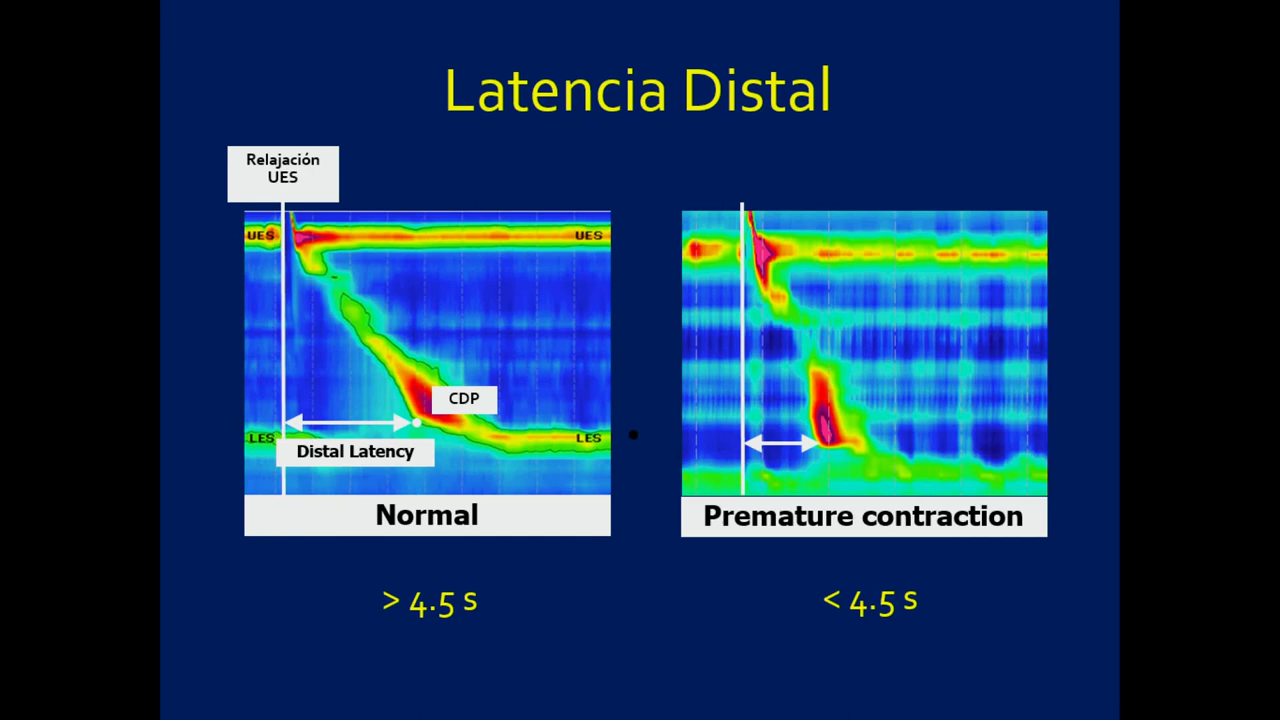 Latencia Distal
Relajación
UES
UES
UES
CDP
LES
LES
Distal Latency
Normal
Premature contraction
> 4.5 s
< 4.5 s